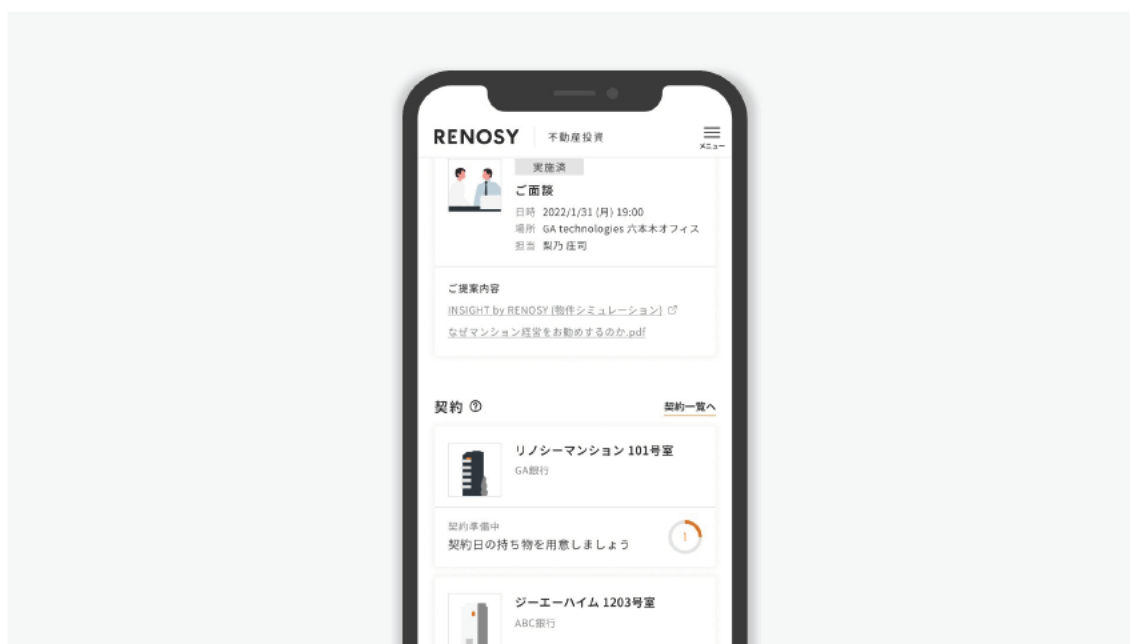 RENOSY 不動産投資
メニュー
実施済
ご面談
日時 2022/1/31 (月) 19:00
場所 GA technologies 六本木オフィス
担当 梨乃 庄司
ご提案内容
INSIGHT by RENOSY (物件シミュレーション)
なぜマンション経営をお勧めするのか.pdf
契約 ?
契約一覧へ
リノシーマンション 101号室
GA銀行
契約準備中
契約日の持ち物を用意しましょう
1
ジーエーハイム 1203号室
ABC銀行